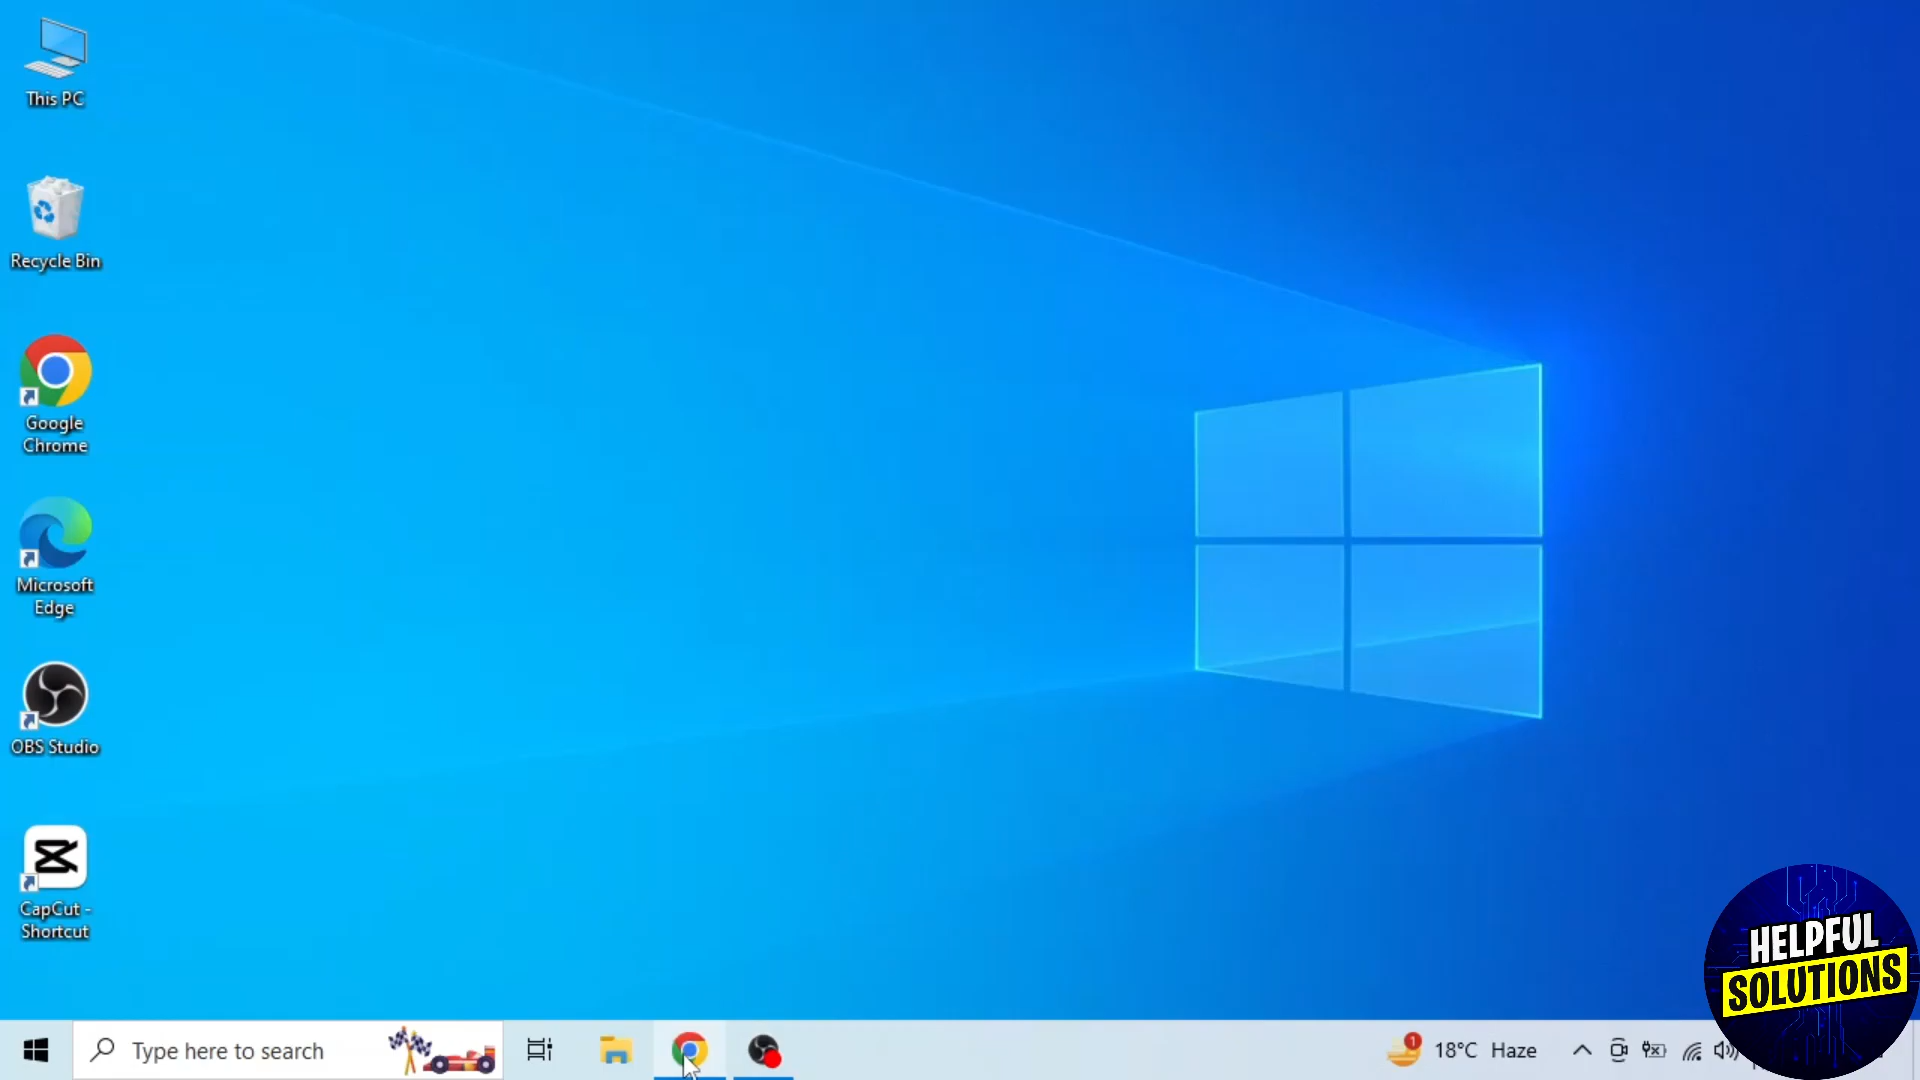 This PC
Recycle Bin
Google
Chrome
Microsoft
Edge
OBS Studio
CapCut -
Shortcut
HELPFUL
SOLUTIONS
Type here to search
1
18°C Haze